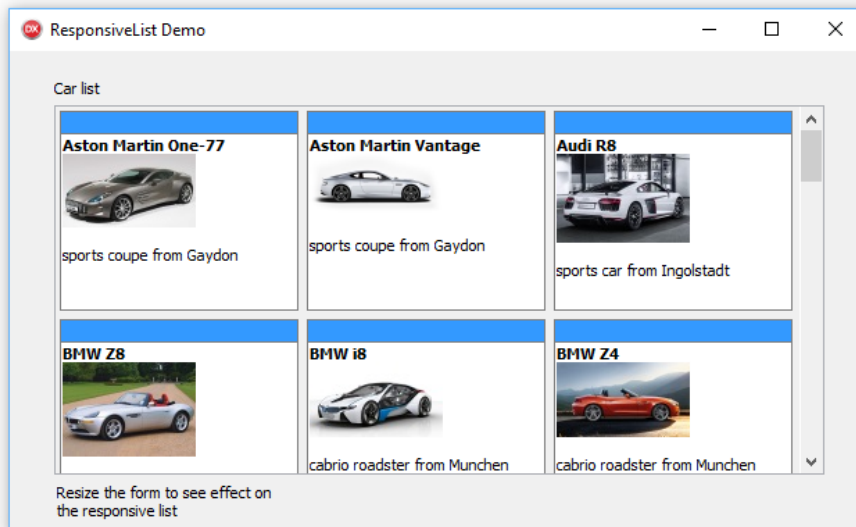 DX ResponsiveList Demo
Car list
Aston Martin One-77
sports coupe from Gaydon
Aston Martin Vantage
sports coupe from Gaydon
Audi R8
sports car from Ingolstadt
BMW Z8
BMW i8
cabrio roadster from Munchen
BMW Z4
cabrio roadster from Munchen
Resize the form to see effect on
the responsive list